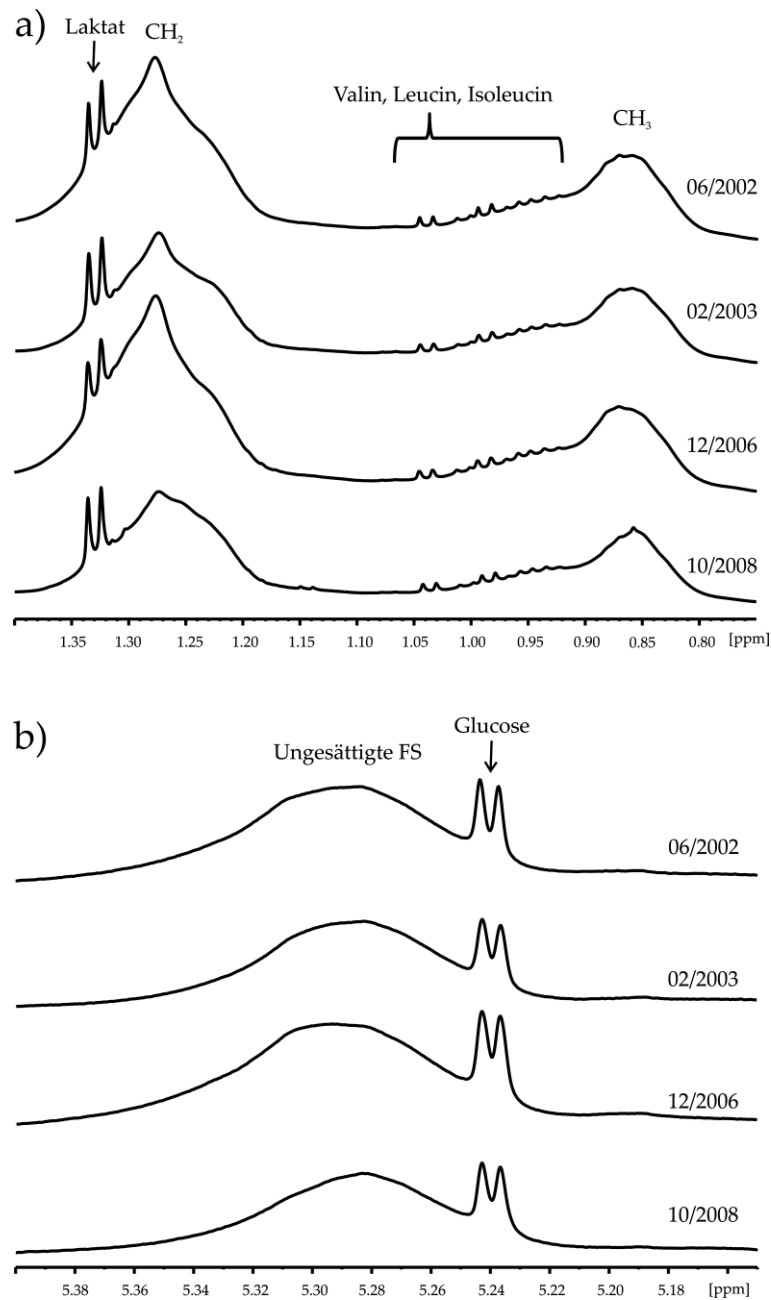 a)
Laktat
CH₂
Valin, Leucin, Isoleucin
CH₃
06/2002
02/2003
12/2006
10/2008
1.35 1.30 1.25 1.20 1.15 1.10 1.05 1.00 0.95 0.90 0.85 0.80 [ppm]
b)
Ungesättigte FS
Glucose
06/2002
02/2003
12/2006
10/2008
5.38 5.36 5.34 5.32 5.30 5.28 5.26 5.24 5.22 5.20 5.18 [ppm]